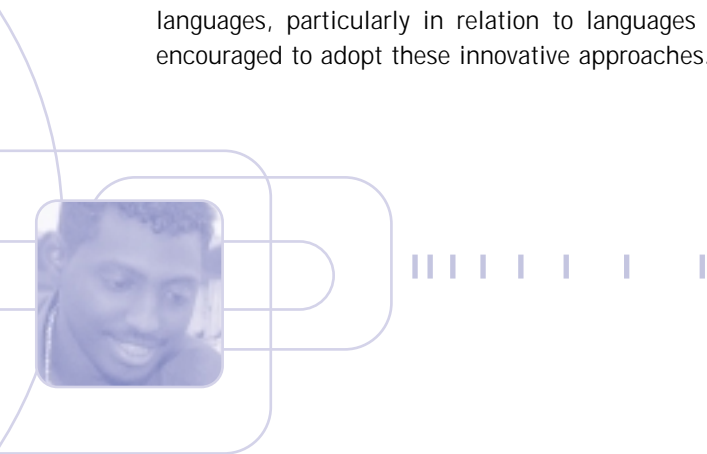 languages, particularly in relation to languages
encouraged to adopt these innovative approaches.